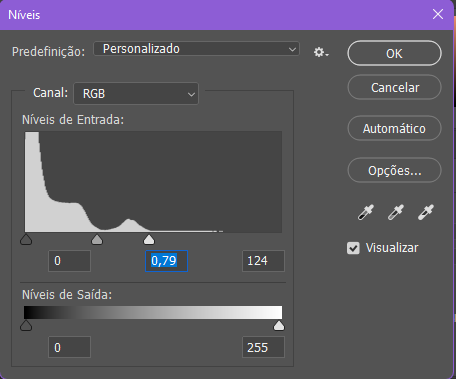 Níveis
Predefinição: Personalizado
OK
Canal: RGB
Cancelar
Níveis de Entrada:
Automático
Opções...
Visualizar
0 0,79 124
Níveis de Saída:
0 255